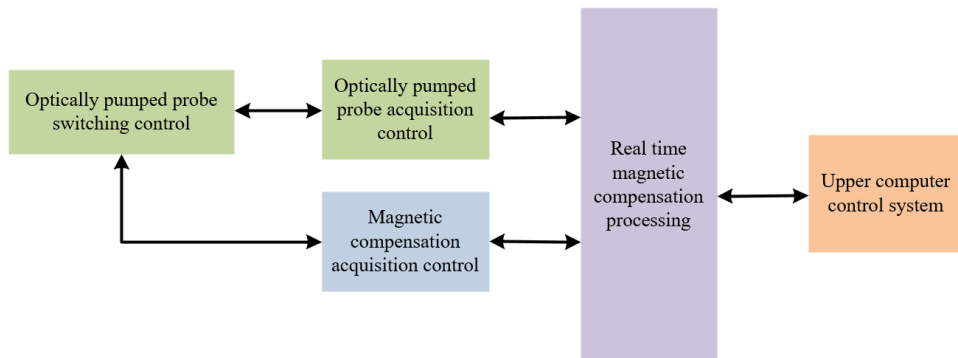 Optically pumped probe
switching control
Optically pumped
probe acquisition
control
Magnetic
compensation
acquisition control
Real time
magnetic
compensation
processing
Upper computer
control system